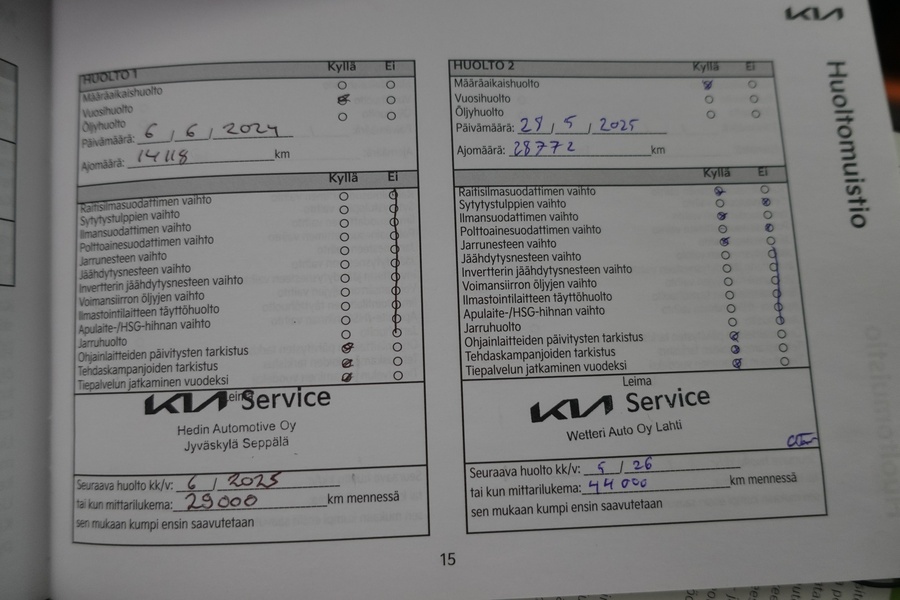 KIA
Huoltomuistio
HUOLTO 1 Kyllä Ei
Määräaikaishuolto
Vuosihuolto
Öljyhuolto
Päivämäärä: 6 / 6 / 2024
Ajomäärä: 14118 km
Kyllä Ei
Raitisilmasuodattimen vaihto
Sytytystulppien vaihto
Ilmansuodattimen vaihto
Polttoainesuodattimen vaihto
Jarrunesteen vaihto
Jäähdytysnesteen vaihto
Invertterin jäähdytysnesteen vaihto
Voimansiirron öljyjen vaihto
Ilmastointilaitteen täyttöhuolto
Apulaite-/HSG-hihnan vaihto
Jarruhuolto
Ohjainlaitteiden päivitysten tarkistus
Tehdaskampanjoiden tarkistus
Tiepalvelun jatkaminen vuodeksi
Leima
KIA Service
Hedin Automotive Oy
Jyväskylä Seppälä
Seuraava huolto kk/v: 6 / 2025
tai kun mittarilukema: 29000 km mennessä
sen mukaan kumpi ensin saavutetaan
HUOLTO 2 Kyllä Ei
Määräaikaishuolto
Vuosihuolto
Öljyhuolto
Päivämäärä: 28 / 5 / 2025
Ajomäärä: 28772 km
Kyllä Ei
Raitisilmasuodattimen vaihto
Sytytystulppien vaihto
Ilmansuodattimen vaihto
Polttoainesuodattimen vaihto
Jarrunesteen vaihto
Jäähdytysnesteen vaihto
Invertterin jäähdytysnesteen vaihto
Voimansiirron öljyjen vaihto
Ilmastointilaitteen täyttöhuolto
Apulaite-/HSG-hihnan vaihto
Jarruhuolto
Ohjainlaitteiden päivitysten tarkistus
Tehdaskampanjoiden tarkistus
Tiepalvelun jatkaminen vuodeksi
Leima
KIA Service
Wetteri Auto Oy Lahti
Seuraava huolto kk/v: 5 / 26
tai kun mittarilukema: 44000 km mennessä
sen mukaan kumpi ensin saavutetaan
15